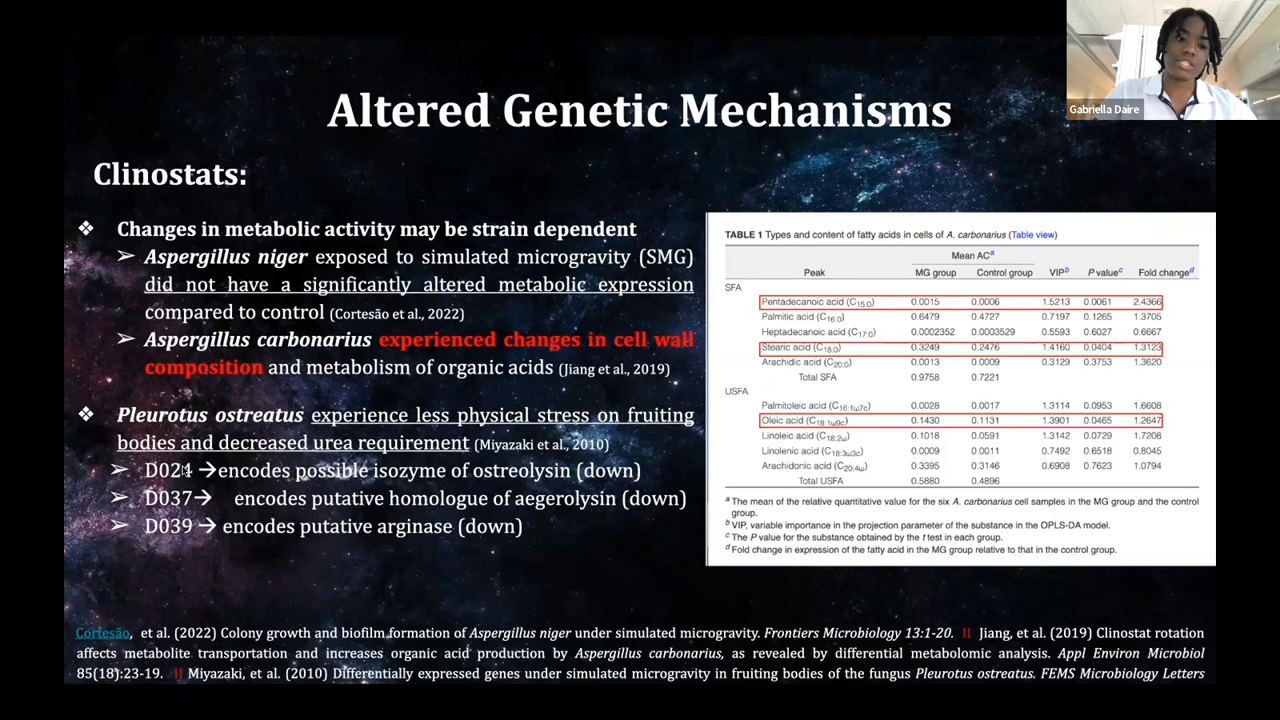 Gabriella Daire
Altered Genetic Mechanisms
Clinostats:
❖ Changes in metabolic activity may be strain dependent
➢ Aspergillus niger exposed to simulated microgravity (SMG)
did not have a significantly altered metabolic expression
compared to control (Cortesão et al., 2022)
➢ Aspergillus carbonarius experienced changes in cell wall
composition and metabolism of organic acids (Jiang et al., 2019)
❖ Pleurotus ostreatus experience less physical stress on fruiting
bodies and decreased urea requirement (Miyazaki et al., 2010)
➢ D024 → encodes possible isozyme of ostreolysin (down)
➢ D037 → encodes putative homologue of aegerolysin (down)
➢ D039 → encodes putative arginase (down)
TABLE 1 Types and content of fatty acids in cells of A. carbonarius (Table view)
Mean ACᵃ
Peak MG group Control group VIPᵇ P valueᶜ Fold changeᵈ
SFA
Pentadecanoic acid (C15:0) 0.0015 0.0006 1.5213 0.0061 2.4366
Palmitic acid (C16:0) 0.6479 0.4727 0.7197 0.1265 1.3705
Heptadecanoic acid (C17:0) 0.0002352 0.0003529 0.5593 0.6027 0.6667
Stearic acid (C18:0) 0.3249 0.2476 1.4160 0.0404 1.3123
Arachidic acid (C20:0) 0.0013 0.0009 0.3129 0.3753 1.3620
Total SFA 0.9758 0.7221
USFA
Palmitoleic acid (C16:1ω7c) 0.0028 0.0017 1.3114 0.0953 1.6608
Oleic acid (C18:1ω9c) 0.1430 0.1131 1.3901 0.0465 1.2647
Linoleic acid (C18:2ω) 0.1018 0.0591 1.3142 0.0729 1.7208
Linolenic acid (C18:3ω3c) 0.0009 0.0011 0.7492 0.6518 0.8045
Arachidonic acid (C20:4ω) 0.3395 0.3146 0.6908 0.7623 1.0794
Total USFA 0.5880 0.4896
ᵃ The mean of the relative quantitative value for the six A. carbonarius cell samples in the MG group and the control
group.
ᵇ VIP, variable importance in the projection parameter of the substance in the OPLS-DA model.
ᶜ The P value for the substance obtained by the t test in each group.
ᵈ Fold change in expression of the fatty acid in the MG group relative to that in the control group.
Cortesão, et al. (2022) Colony growth and biofilm formation of Aspergillus niger under simulated microgravity. Frontiers Microbiology 13:1-20. II Jiang, et al. (2019) Clinostat rotation
affects metabolite transportation and increases organic acid production by Aspergillus carbonarius, as revealed by differential metabolomic analysis. Appl Environ Microbiol
85(18):23-19. II Miyazaki, et al. (2010) Differentially expressed genes under simulated microgravity in fruiting bodies of the fungus Pleurotus ostreatus. FEMS Microbiology Letters